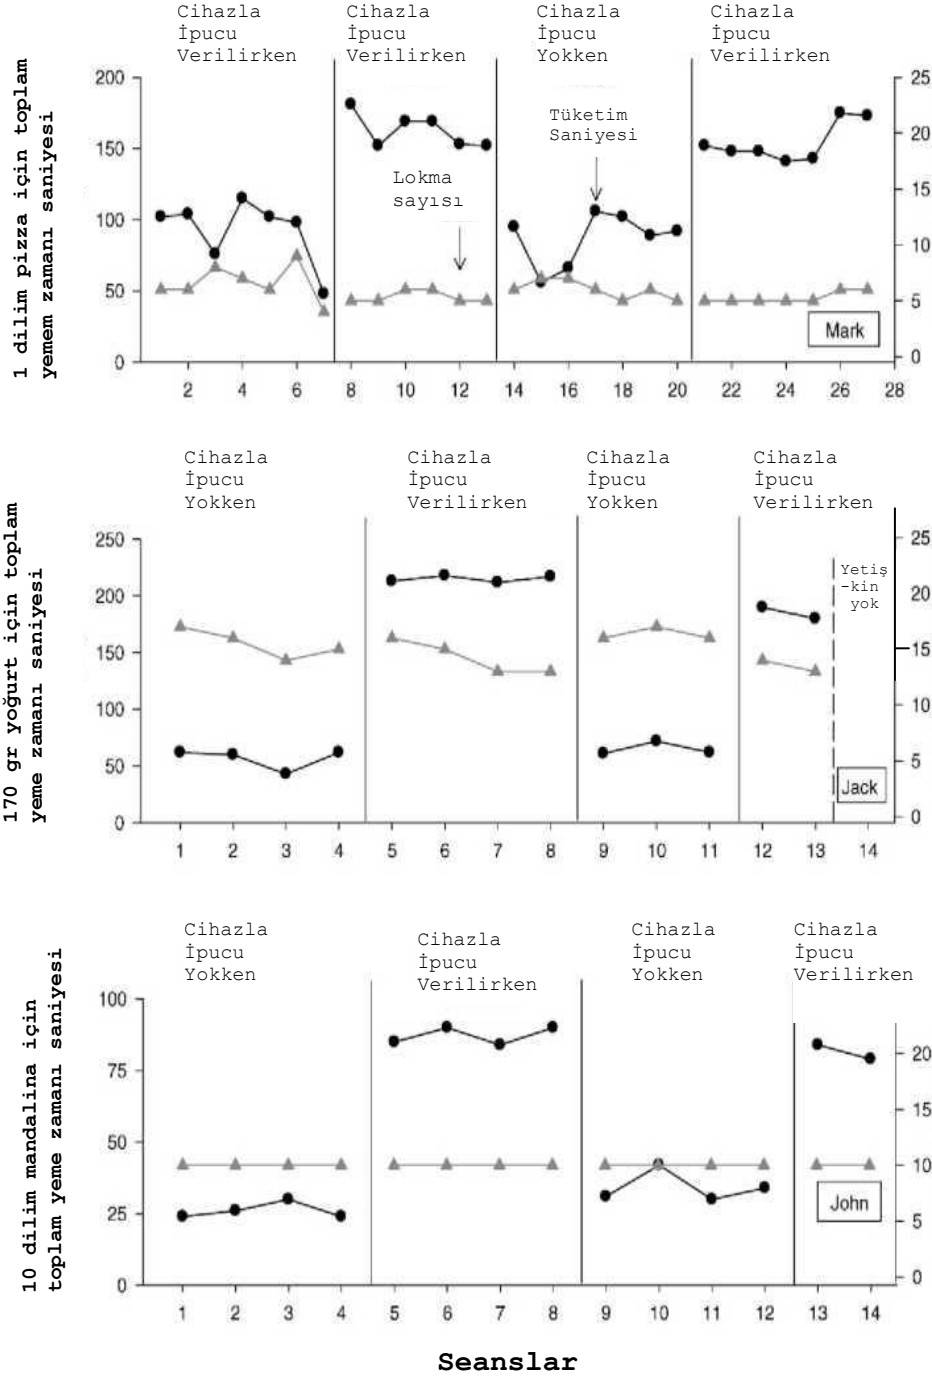 Cihazla
İpucu
Verilirken
Cihazla
İpucu
Verilirken
Cihazla
İpucu
Yokken
Cihazla
İpucu
Verilirken
1 dilim pizza için toplam
yemem zamanı saniyesi
200
150
100
50
0
25
20
15
10
5
0
Lokma
sayısı
Tüketim
Saniyesi
Mark
2 4 6 8 10 12 14 16 18 20 22 24 26 28
Cihazla
İpucu
Yokken
Cihazla
İpucu
Verilirken
Cihazla
İpucu
Yokken
Cihazla
İpucu
Verilirken
170 gr yoğurt için toplam
yeme zamanı saniyesi
250
200
150
100
50
0
25
20
15
10
5
0
Yetiş
-kin
yok
Jack
1 2 3 4 5 6 7 8 9 10 11 12 13 14
Cihazla
İpucu
Yokken
Cihazla
İpucu
Verilirken
Cihazla
İpucu
Yokken
Cihazla
İpucu
Verilirken
10 dilim mandalina için
toplam yeme zamanı saniyesi
100
75
50
25
0
20
15
10
5
0
John
1 2 3 4 5 6 7 8 9 10 11 12 13 14
Seanslar